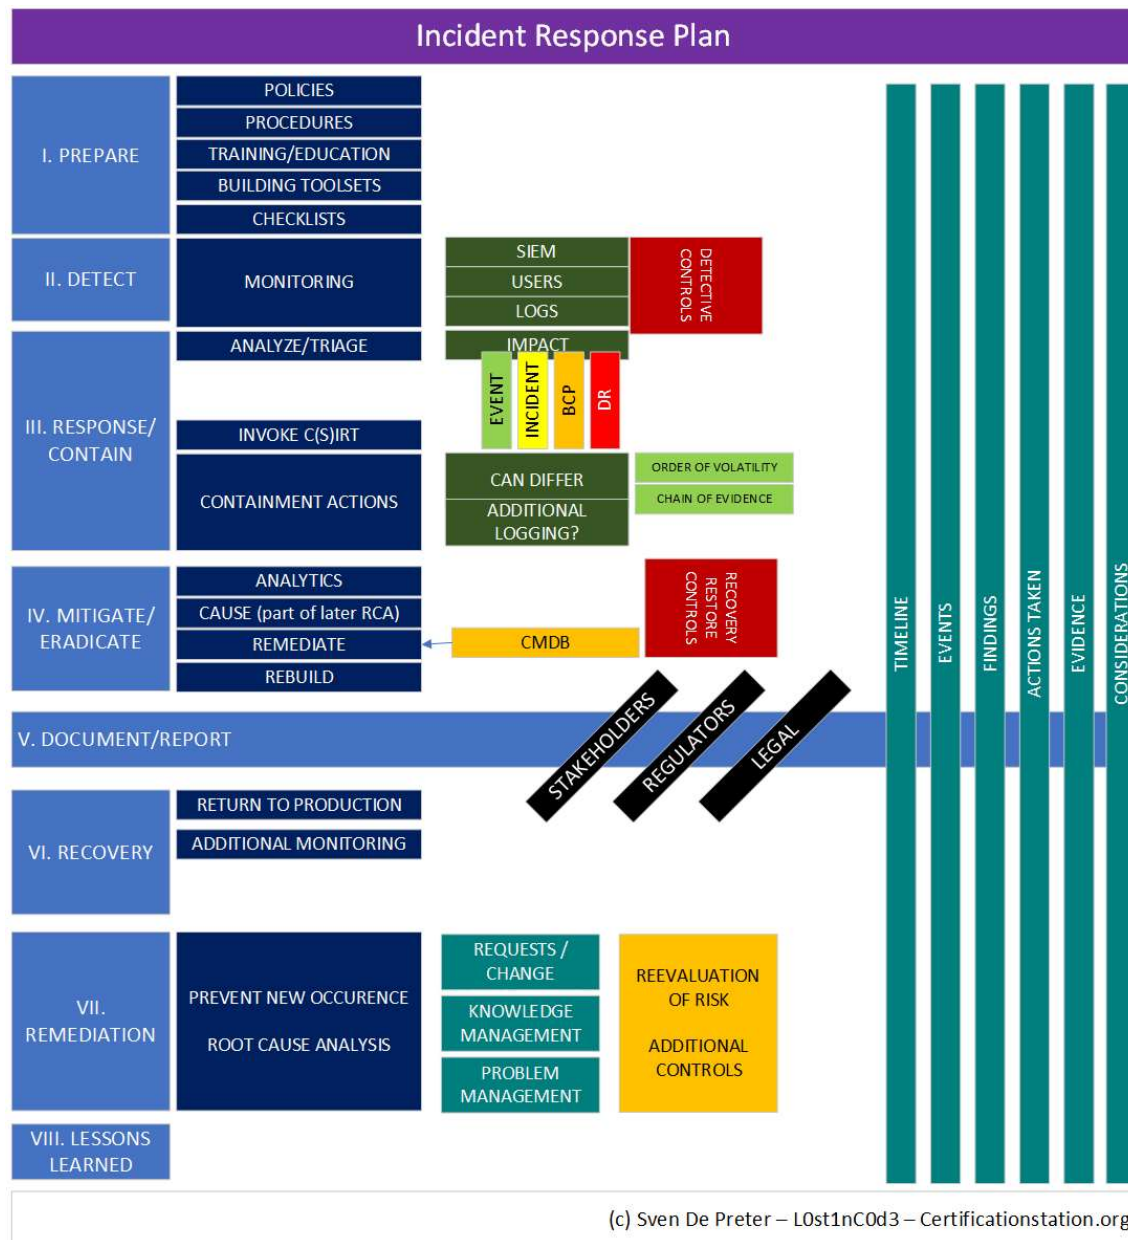 Incident Response Plan
I. PREPARE
POLICIES
PROCEDURES
TRAINING/EDUCATION
BUILDING TOOLSETS
CHECKLISTS
II. DETECT
MONITORING
SIEM
USERS
LOGS
DETECTIVE
CONTROLS
III. RESPONSE/
CONTAIN
ANALYZE/TRIAGE
IMPACT
EVENT
INCIDENT
BCP
DR
INVOKE C(S)IRT
CONTAINMENT ACTIONS
CAN DIFFER
ADDITIONAL
LOGGING?
ORDER OF VOLATILITY
CHAIN OF EVIDENCE
IV. MITIGATE/
ERADICATE
ANALYTICS
CAUSE (part of later RCA)
REMEDIATE
REBUILD
CMDB
RECOVERY
RESTORE
CONTROLS
V. DOCUMENT/REPORT
STAKEHOLDERS
REGULATORS
LEGAL
VI. RECOVERY
RETURN TO PRODUCTION
ADDITIONAL MONITORING
VII.
REMEDIATION
PREVENT NEW OCCURENCE
ROOT CAUSE ANALYSIS
REQUESTS /
CHANGE
KNOWLEDGE
MANAGEMENT
PROBLEM
MANAGEMENT
REEVALUATION
OF RISK
ADDITIONAL
CONTROLS
VIII. LESSONS
LEARNED
TIMELINE
EVENTS
FINDINGS
ACTIONS TAKEN
EVIDENCE
CONSIDERATIONS
(c) Sven De Preter – L0st1nC0d3 – Certificationstation.org